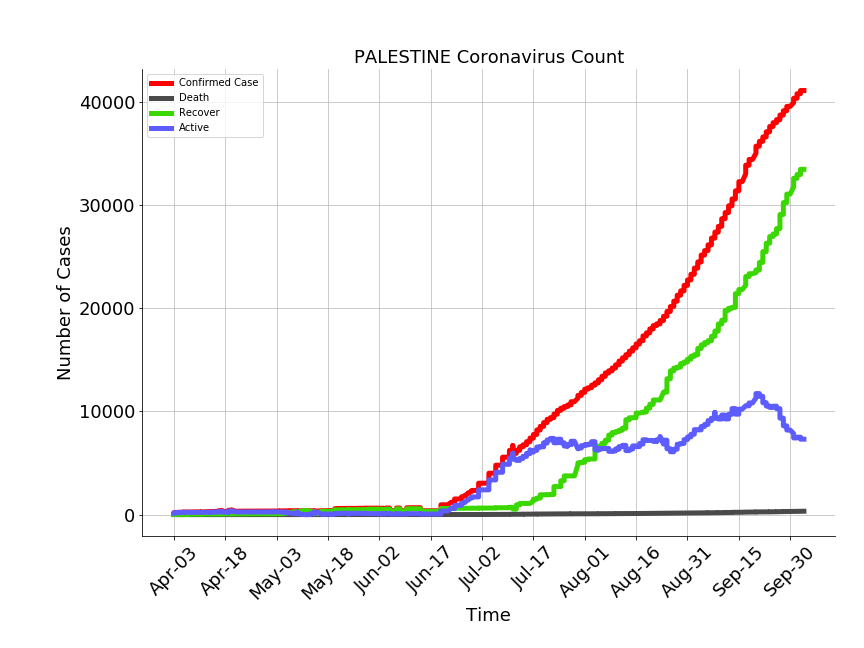 PALESTINE Coronavirus Count
Confirmed Case
Death
Recover
Active
Number of Cases
40000
30000
20000
10000
0
Apr-03
Apr-18
May-03
May-18
Jun-02
Jun-17
Jul-02
Jul-17
Aug-01
Aug-16
Aug-31
Sep-15
Sep-30
Time